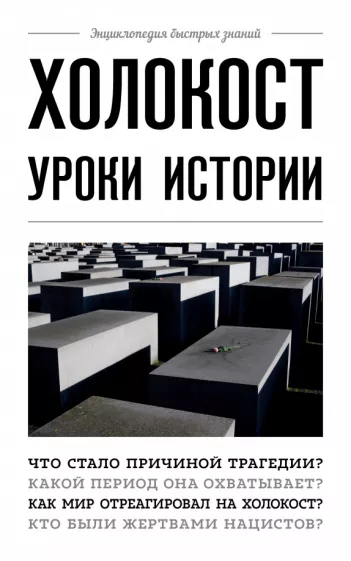 Энциклопедия быстрых знаний
ХОЛОКОСТ
УРОКИ ИСТОРИИ
ЧТО СТАЛО ПРИЧИНОЙ ТРАГЕДИИ?
КАКОЙ ПЕРИОД ОНА ОХВАТЫВАЕТ?
КАК МИР ОТРЕАГИРОВАЛ НА ХОЛОКОСТ?
КТО БЫЛИ ЖЕРТВАМИ НАЦИСТОВ?